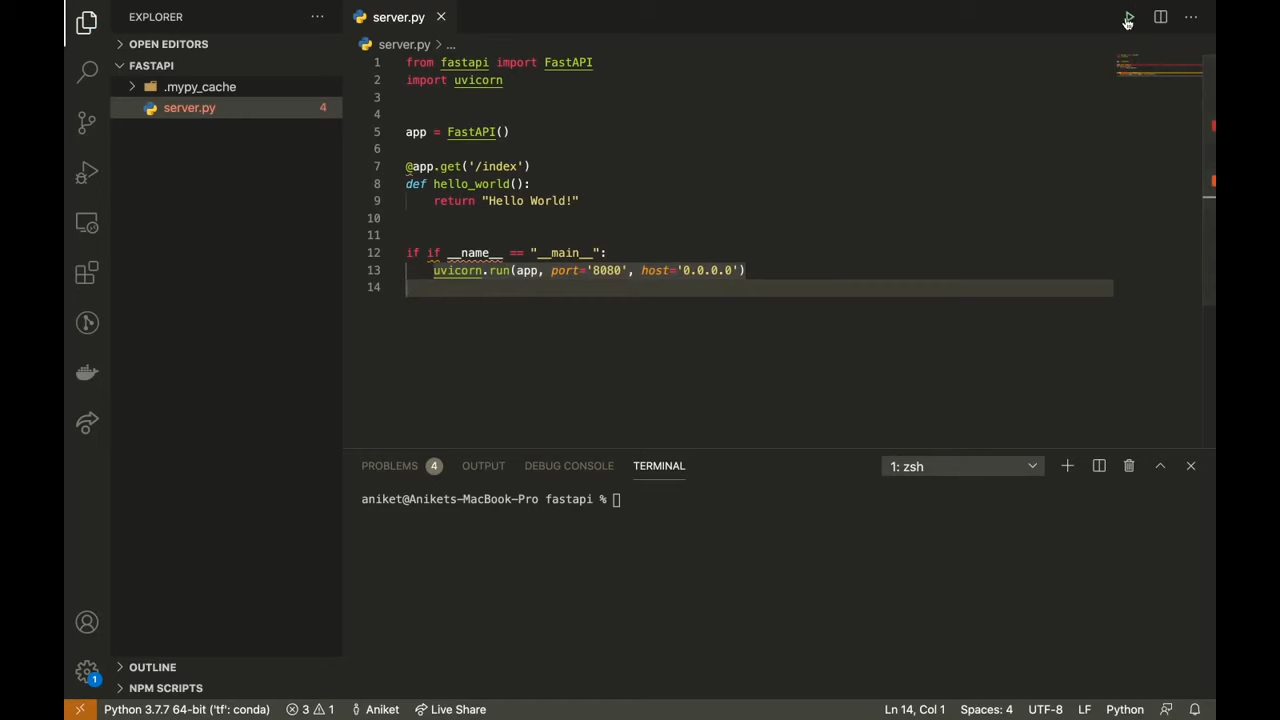 EXPLORER
OPEN EDITORS
FASTAPI
.mypy_cache
server.py 4
server.py
server.py > ...
1 from fastapi import FastAPI
2 import uvicorn
3
4
5 app = FastAPI()
6
7 @app.get('/index')
8 def hello_world():
9 return "Hello World!"
10
11
12 if if __name__ == "__main__":
13 uvicorn.run(app, port='8080', host='0.0.0.0')
14
PROBLEMS 4 OUTPUT DEBUG CONSOLE TERMINAL 1: zsh
aniket@Anikets-MacBook-Pro fastapi %
1
OUTLINE
NPM SCRIPTS
Python 3.7.7 64-bit ('tf': conda) 3 1 Aniket Live Share Ln 14, Col 1 Spaces: 4 UTF-8 LF Python